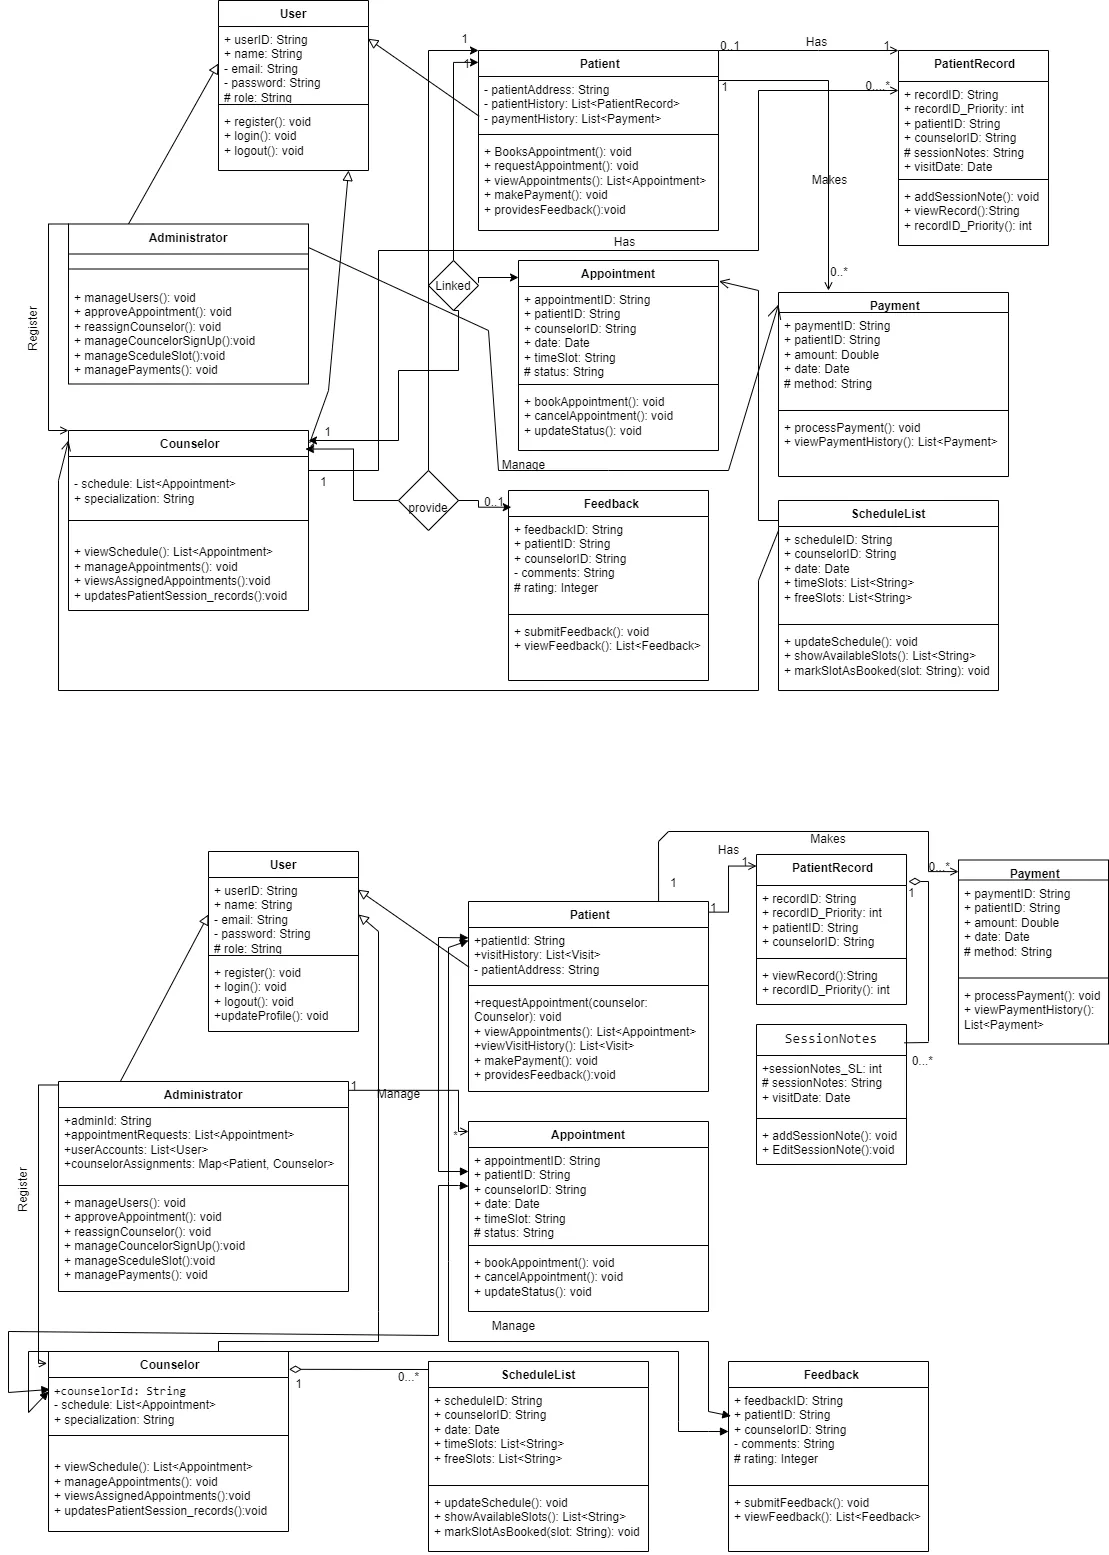 User
+ userID: String
+ name: String
- email: String
- password: String
# role: String
+ register(): void
+ login(): void
+ logout(): void
1
1
Patient
- patientAddress: String
- patientHistory: List<PatientRecord>
- paymentHistory: List<Payment>
+ BooksAppointment(): void
+ requestAppointment(): void
+ viewAppointments(): List<Appointment>
+ makePayment(): void
+ providesFeedback():void
0..1
Has
1
1
0....*
PatientRecord
+ recordID: String
+ recordID_Priority: int
+ patientID: String
+ counselorID: String
# sessionNotes: String
+ visitDate: Date
+ addSessionNote(): void
+ viewRecord():String
+ recordID_Priority(): int
Makes
Has
0..*
Administrator
+ manageUsers(): void
+ approveAppointment(): void
+ reassignCounselor(): void
+ manageCouncelorSignUp():void
+ manageSceduleSlot():void
+ managePayments(): void
Register
Linked
Appointment
+ appointmentID: String
+ patientID: String
+ counselorID: String
+ date: Date
+ timeSlot: String
# status: String
+ bookAppointment(): void
+ cancelAppointment(): void
+ updateStatus(): void
Payment
+ paymentID: String
+ patientID: String
+ amount: Double
+ date: Date
# method: String
+ processPayment(): void
+ viewPaymentHistory(): List<Payment>
Manage
Counselor
- schedule: List<Appointment>
+ specialization: String
+ viewSchedule(): List<Appointment>
+ manageAppointments(): void
+ viewsAssignedAppointments():void
+ updatesPatientSession_records():void
1
1
provide
0..1
Feedback
+ feedbackID: String
+ patientID: String
+ counselorID: String
- comments: String
# rating: Integer
+ submitFeedback(): void
+ viewFeedback(): List<Feedback>
ScheduleList
+ scheduleID: String
+ counselorID: String
+ date: Date
+ timeSlots: List<String>
+ freeSlots: List<String>
+ updateSchedule(): void
+ showAvailableSlots(): List<String>
+ markSlotAsBooked(slot: String): void
User
+ userID: String
+ name: String
- email: String
- password: String
# role: String
+ register(): void
+ login(): void
+ logout(): void
+updateProfile(): void
Makes
Has
1
1
1
0...*
Patient
+patientId: String
+visitHistory: List<Visit>
- patientAddress: String
+requestAppointment(counselor:
Counselor): void
+ viewAppointments(): List<Appointment>
+viewVisitHistory(): List<Visit>
+ makePayment(): void
+ providesFeedback():void
PatientRecord
+ recordID: String
+ recordID_Priority: int
+ patientID: String
+ counselorID: String
+ viewRecord():String
+ recordID_Priority(): int
1
Payment
+ paymentID: String
+ patientID: String
+ amount: Double
+ date: Date
# method: String
+ processPayment(): void
+ viewPaymentHistory():
List<Payment>
SessionNotes
+sessionNotes_SL: int
# sessionNotes: String
+ visitDate: Date
+ addSessionNote(): void
+ EditSessionNote():void
0...*
Administrator
+adminId: String
+appointmentRequests: List<Appointment>
+userAccounts: List<User>
+counselorAssignments: Map<Patient, Counselor>
+ manageUsers(): void
+ approveAppointment(): void
+ reassignCounselor(): void
+ manageCouncelorSignUp():void
+ manageSceduleSlot():void
+ managePayments(): void
1
Manage
*
Register
Appointment
+ appointmentID: String
+ patientID: String
+ counselorID: String
+ date: Date
+ timeSlot: String
# status: String
+ bookAppointment(): void
+ cancelAppointment(): void
+ updateStatus(): void
Manage
Counselor
+counselorId: String
- schedule: List<Appointment>
+ specialization: String
+ viewSchedule(): List<Appointment>
+ manageAppointments(): void
+ viewsAssignedAppointments():void
+ updatesPatientSession_records():void
1
0...*
ScheduleList
+ scheduleID: String
+ counselorID: String
+ date: Date
+ timeSlots: List<String>
+ freeSlots: List<String>
+ updateSchedule(): void
+ showAvailableSlots(): List<String>
+ markSlotAsBooked(slot: String): void
Feedback
+ feedbackID: String
+ patientID: String
+ counselorID: String
- comments: String
# rating: Integer
+ submitFeedback(): void
+ viewFeedback(): List<Feedback>